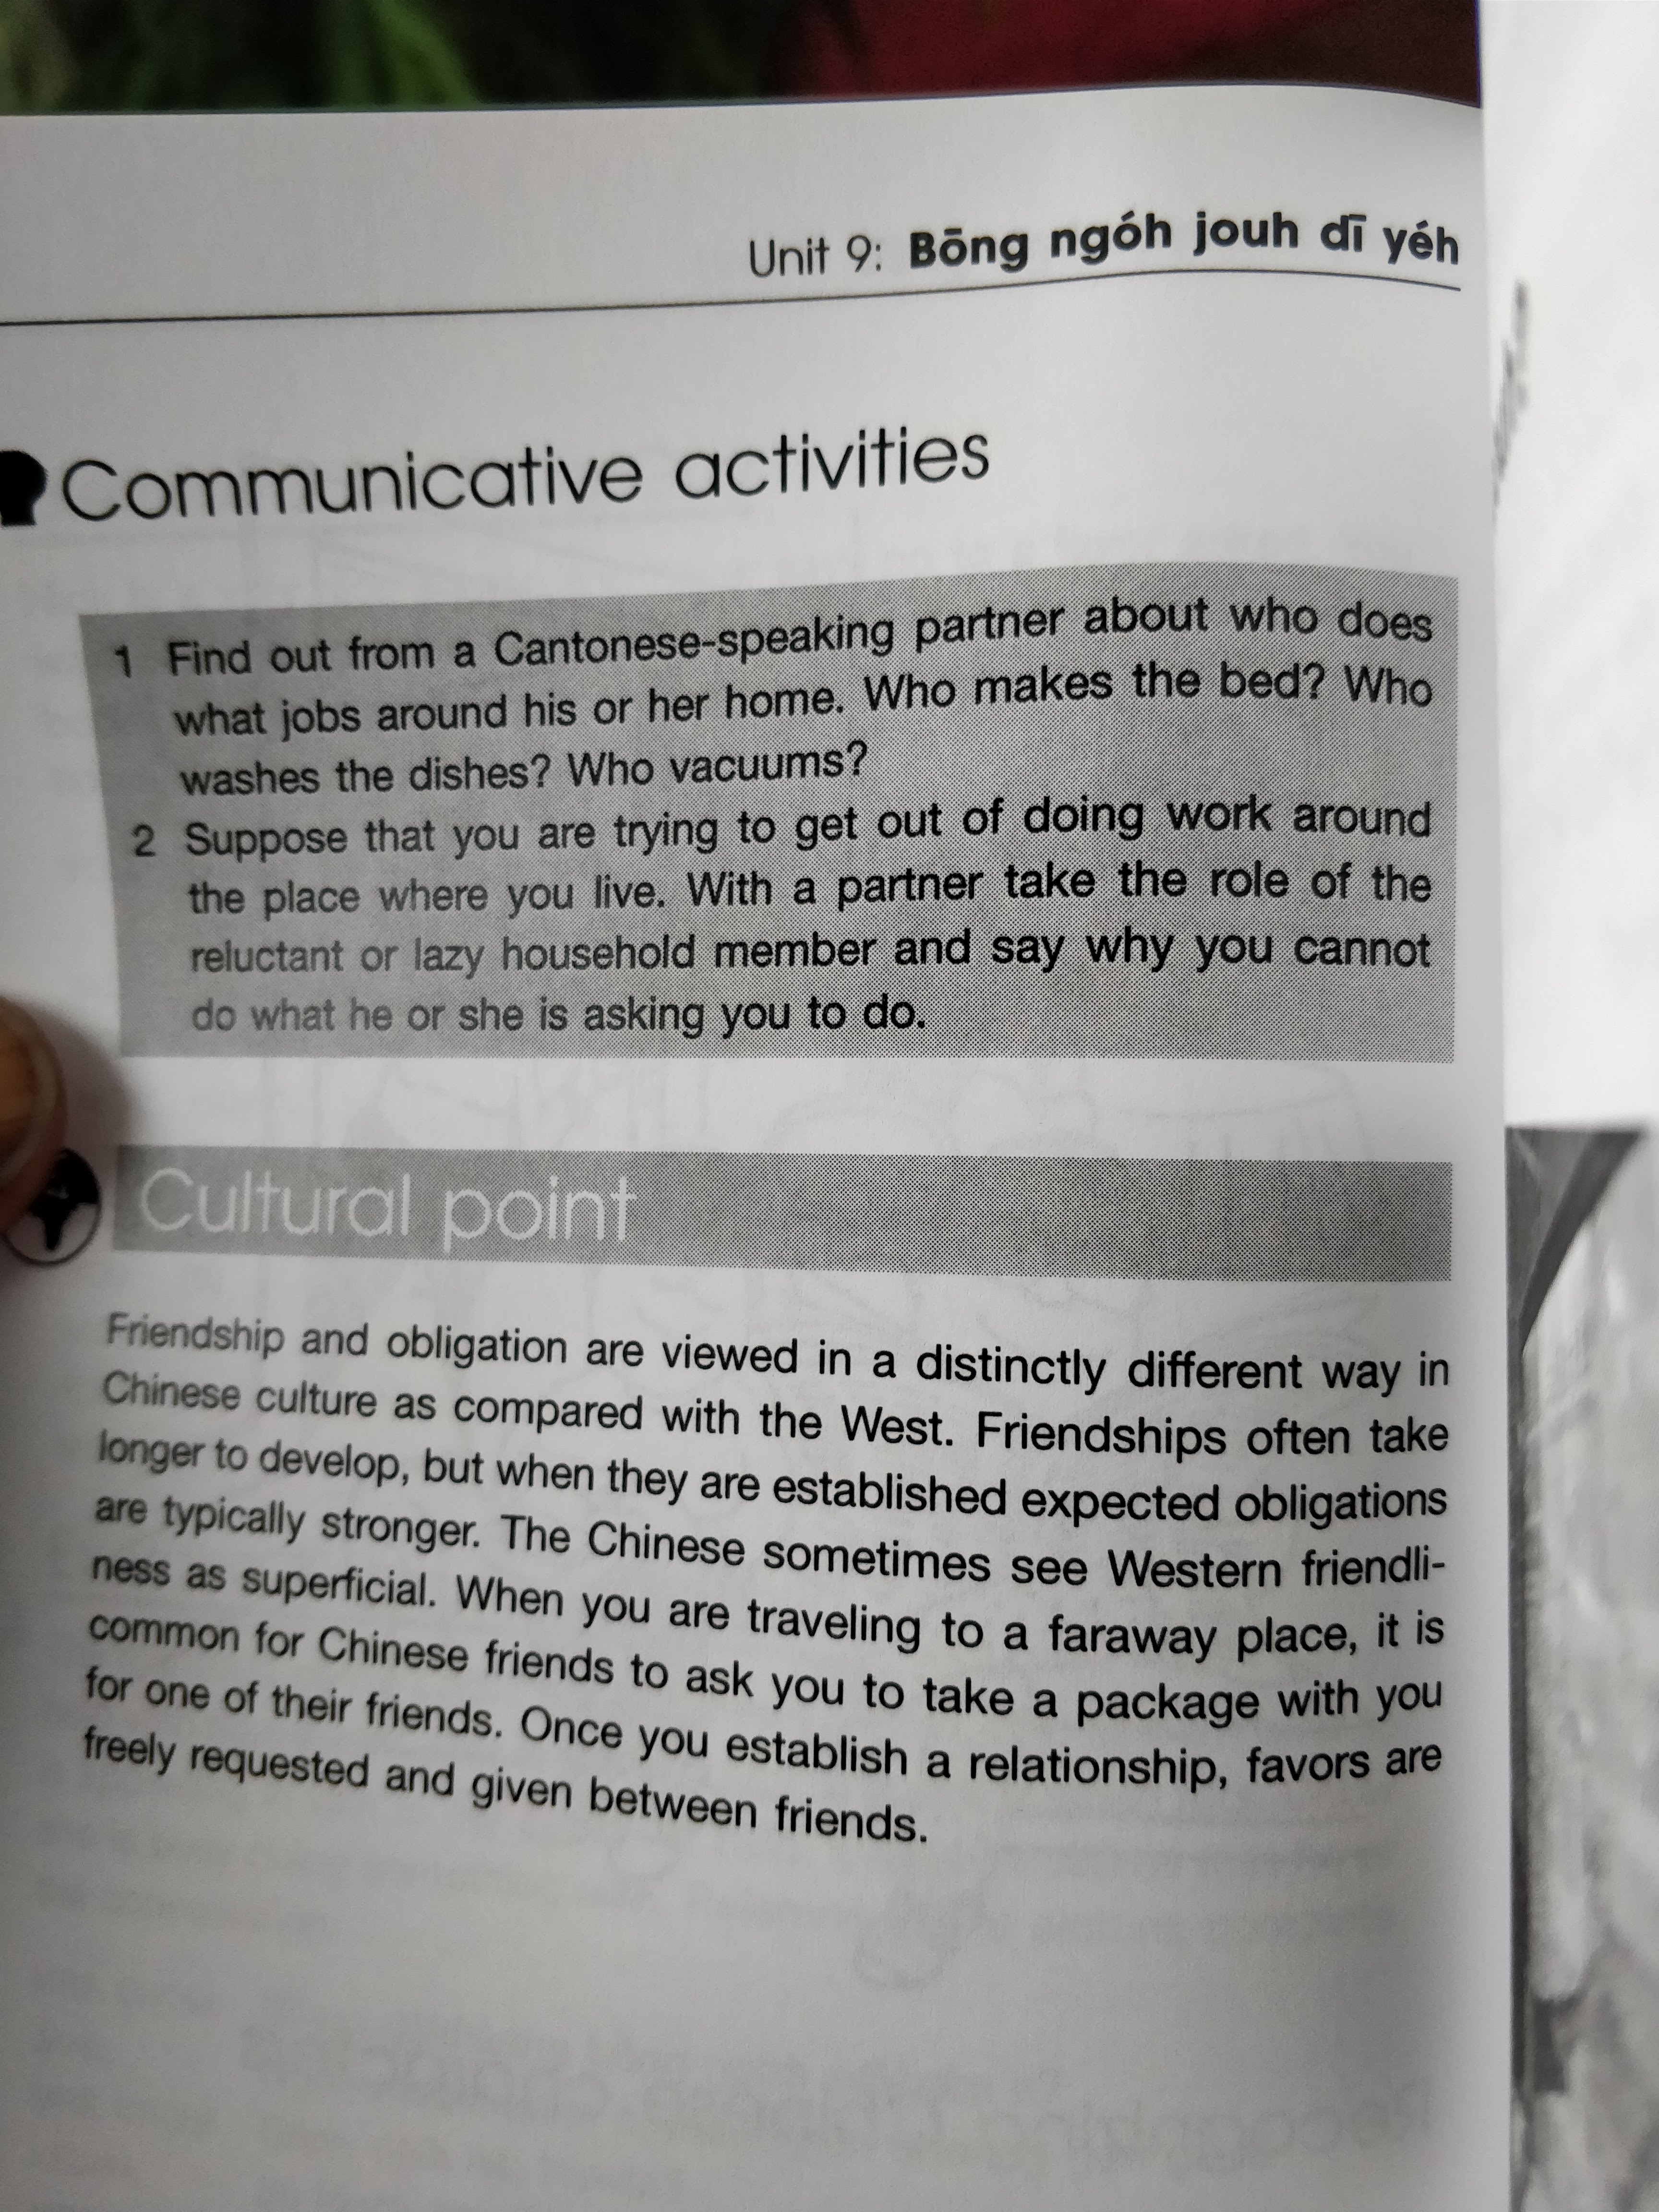 Unit 9: Bōng ngóh jouh dī yéh
Communicative activities
1 Find out from a Cantonese-speaking partner about who does
what jobs around his or her home. Who makes the bed? Who
washes the dishes? Who vacuums?
2 Suppose that you are trying to get out of doing work around
the place where you live. With a partner take the role of the
reluctant or lazy household member and say why you cannot
do what he or she is asking you to do.
Cultural point
Friendship and obligation are viewed in a distinctly different way in
Chinese culture as compared with the West. Friendships often take
longer to develop, but when they are established expected obligations
are typically stronger. The Chinese sometimes see Western friendli-
ness as superficial. When you are traveling to a faraway place, it is
common for Chinese friends to ask you to take a package with you
for one of their friends. Once you establish a relationship, favors are
freely requested and given between friends.